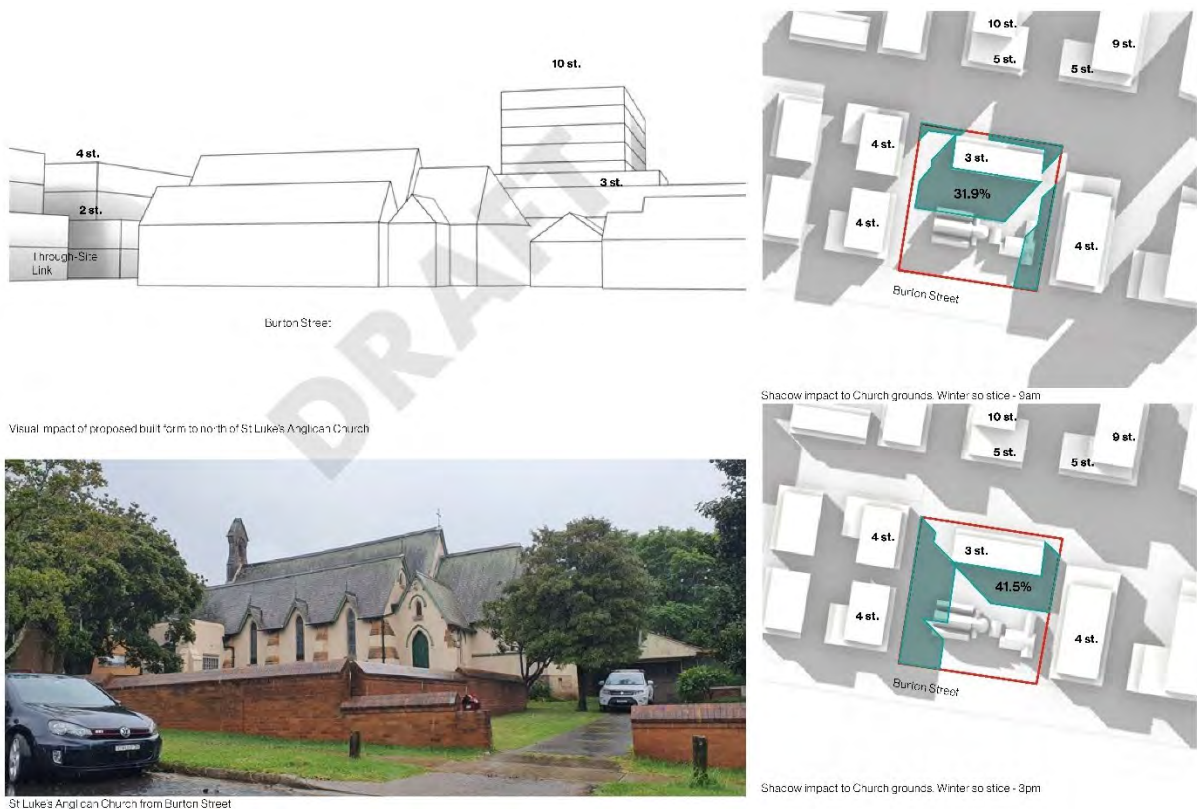 10 st.
4 st.
3 st.
2 st.
Through-Site
Link
Burton Street
DRAFT
Visual impact of proposed built form to north of St Luke's Anglican Church
St Luke's Anglican Church from Burton Street
10 st.
9 st.
5 st.
5 st.
4 st.
3 st.
31.9%
4 st.
4 st.
Burton Street
Shadow impact to Church grounds. Winter so stice - 9am
10 st.
9 st.
5 st.
5 st.
4 st.
3 st.
41.5%
4 st.
4 st.
Burton Street
Shadow impact to Church grounds. Winter so stice - 3pm